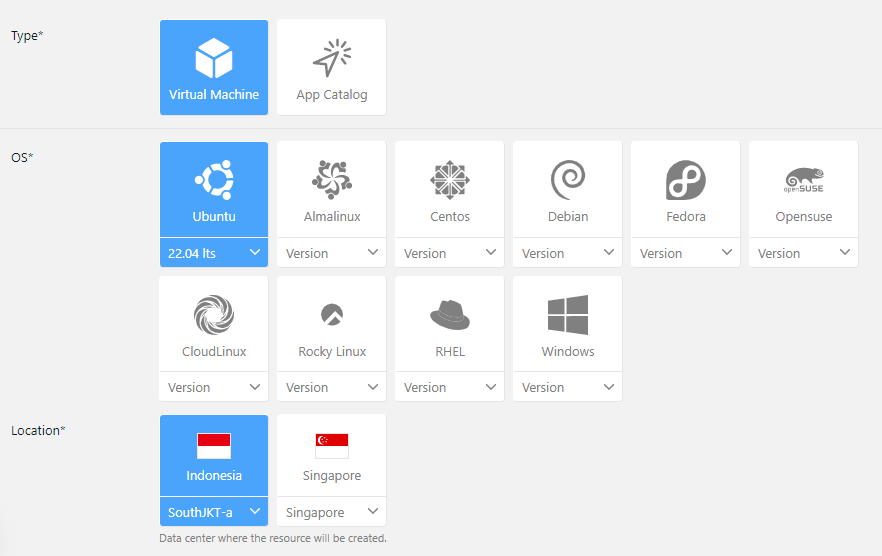 Type*
Virtual Machine
App Catalog
OS*
Ubuntu
Almalinux
Centos
Debian
Fedora
openSUSE
Opensuse
22.04 lts
Version
Version
Version
Version
Version
CloudLinux
Rocky Linux
RHEL
Windows
Version
Version
Version
Version
Location*
Indonesia
Singapore
SouthJKT-a
Singapore
Data center where the resource will be created.